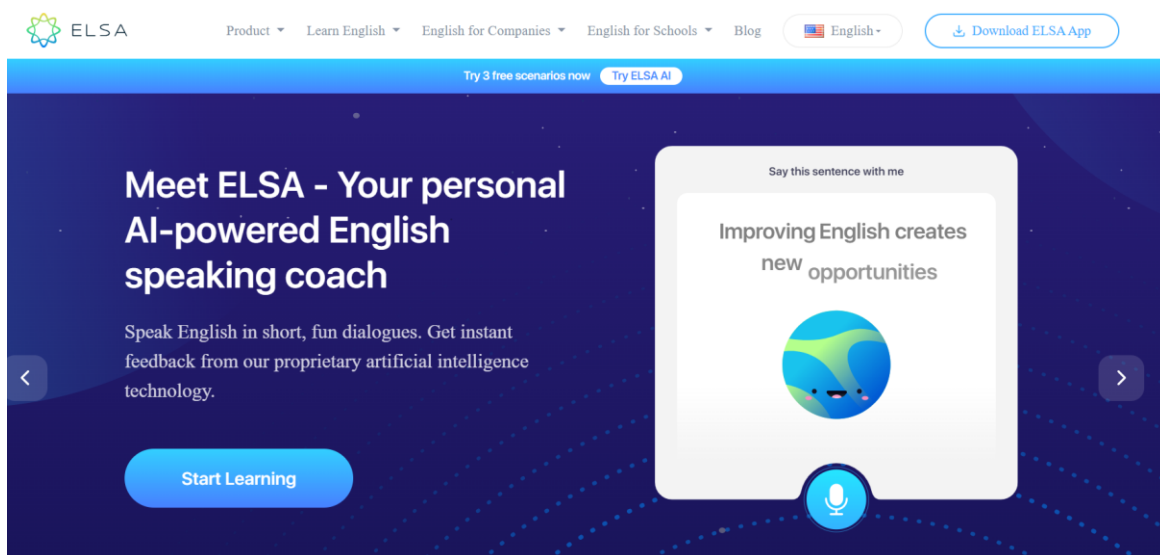 ELSA
Product Learn English English for Companies English for Schools Blog English Download ELSA App
Try 3 free scenarios now Try ELSA AI
Meet ELSA - Your personal
AI-powered English
speaking coach
Speak English in short, fun dialogues. Get instant
feedback from our proprietary artificial intelligence
technology.
Start Learning
Say this sentence with me
Improving English creates
new opportunities